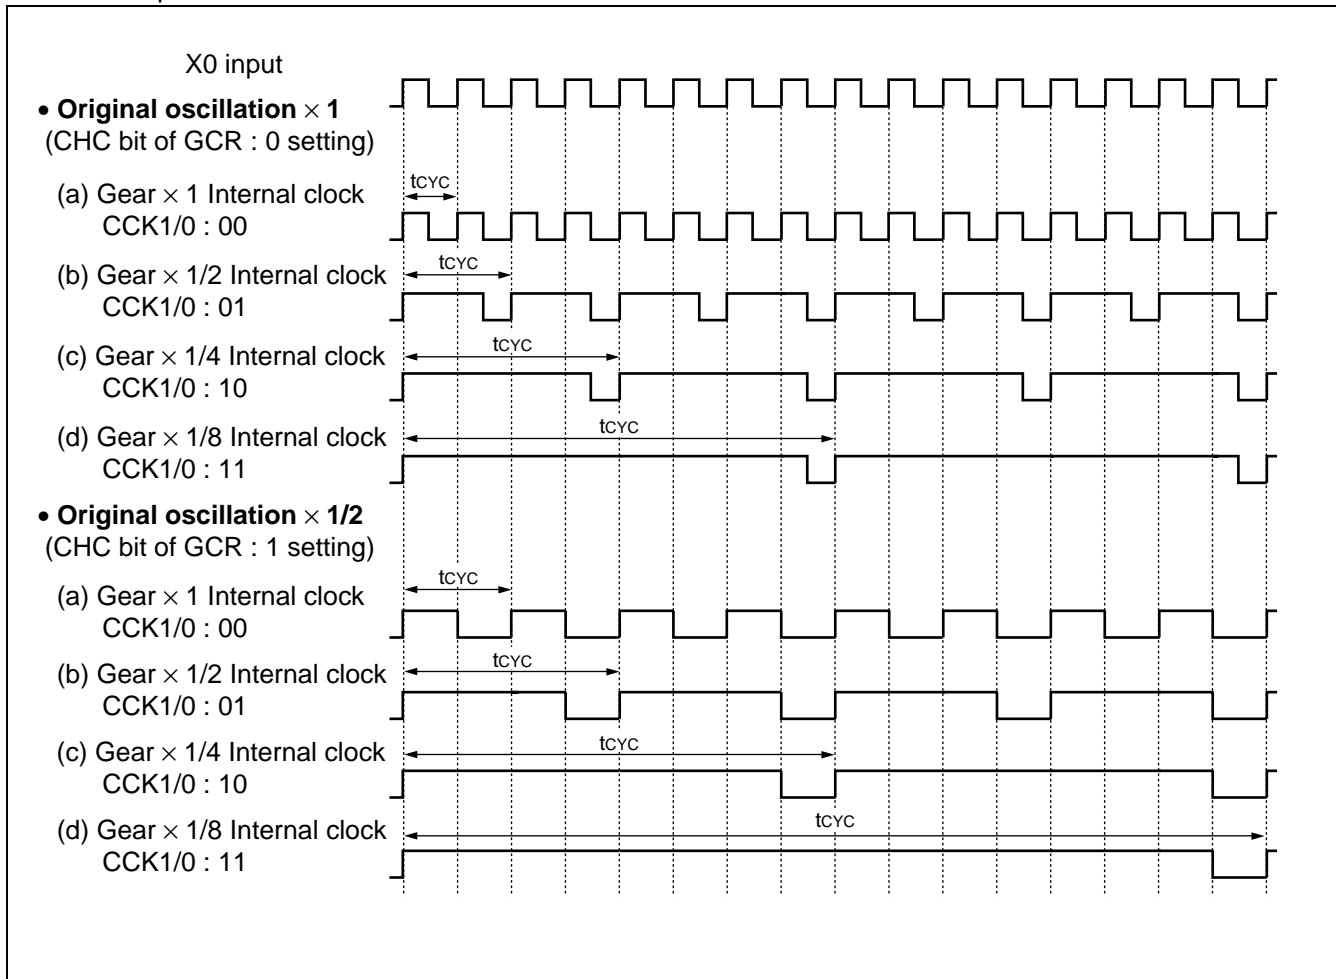 X0 input
• Original oscillation × 1
(CHC bit of GCR : 0 setting)
(a) Gear × 1 Internal clock
CCK1/0 : 00
tCYC
(b) Gear × 1/2 Internal clock
CCK1/0 : 01
tCYC
(c) Gear × 1/4 Internal clock
CCK1/0 : 10
tCYC
(d) Gear × 1/8 Internal clock
CCK1/0 : 11
tCYC
• Original oscillation × 1/2
(CHC bit of GCR : 1 setting)
(a) Gear × 1 Internal clock
CCK1/0 : 00
tCYC
(b) Gear × 1/2 Internal clock
CCK1/0 : 01
tCYC
(c) Gear × 1/4 Internal clock
CCK1/0 : 10
tCYC
(d) Gear × 1/8 Internal clock
CCK1/0 : 11
tCYC